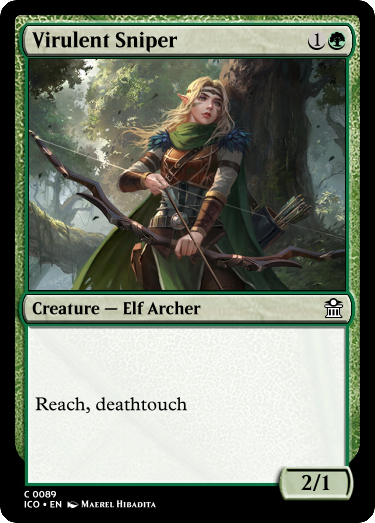 Virulent Sniper 1
Creature — Elf Archer
Reach, deathtouch
2/1
C 0089
ICO • EN Maerel Hibadita